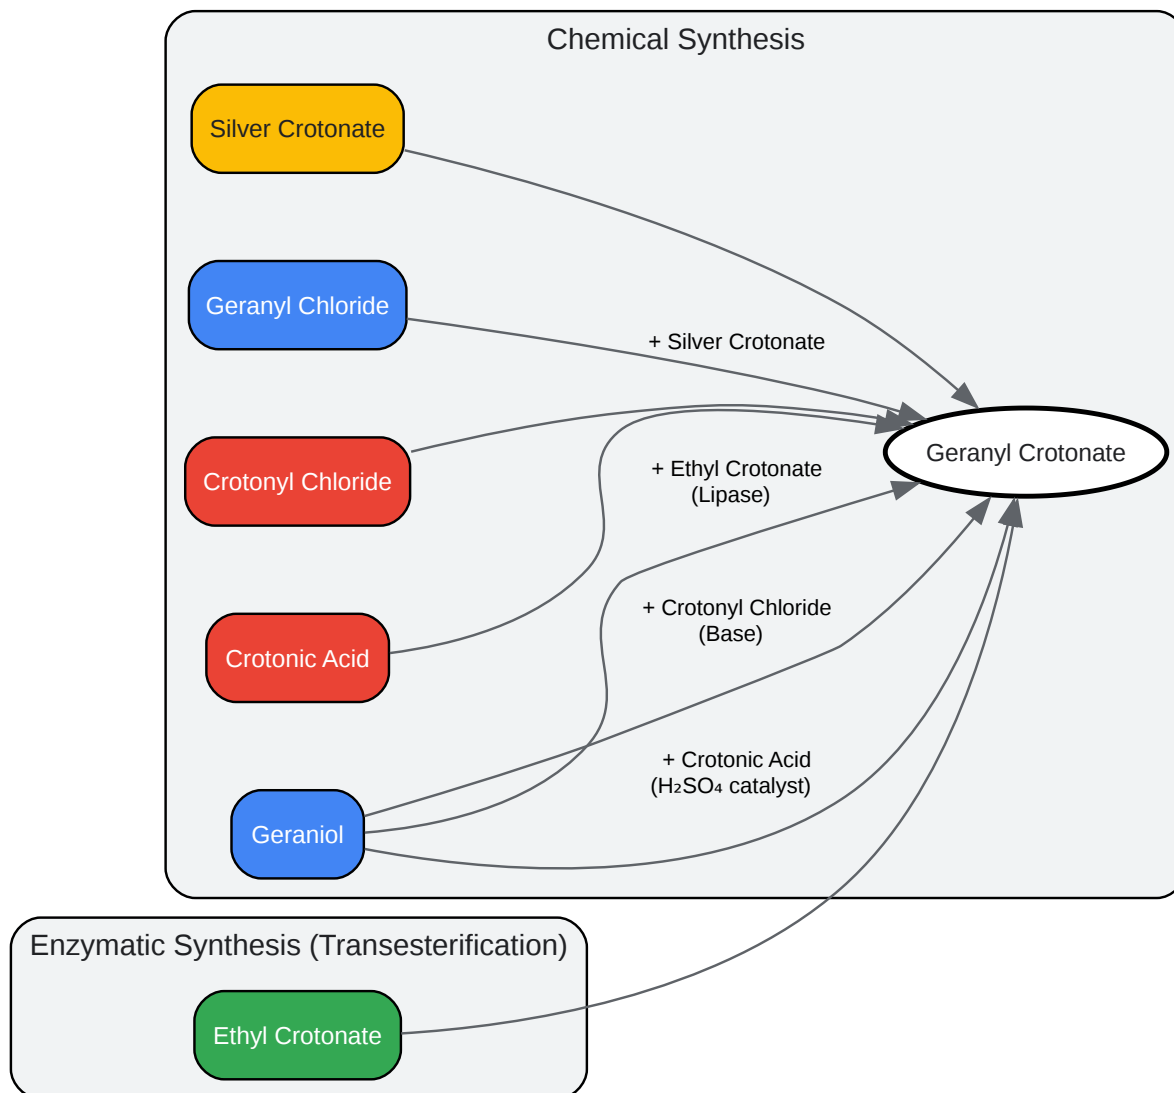 Chemical Synthesis
Silver Crotonate
Geranyl Chloride
+ Silver Crotonate
Crotonyl Chloride
Geranyl Crotonate
+ Ethyl Crotonate
(Lipase)
+ Crotonyl Chloride
(Base)
Crotonic Acid
+ Crotonic Acid
(H₂SO₄ catalyst)
Geraniol
Enzymatic Synthesis (Transesterification)
Ethyl Crotonate